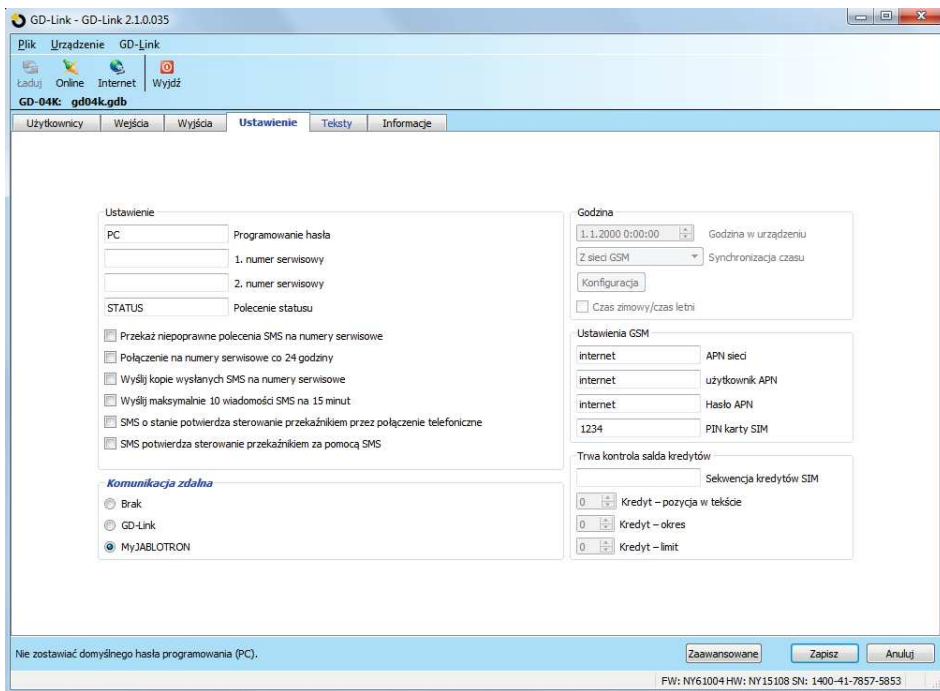 GD-Link - GD-Link 2.1.0.035
Plik Urządzenie GD-Link
Ładuj Online Internet Wyjdź
GD-04K: gd04k.gdb
Użytkownicy Wejścia Wyjścia Ustawienie Teksty Informacje
Ustawienie
PC Programowanie hasła
1. numer serwisowy
2. numer serwisowy
STATUS Polecenie statusu
Przekaż niepoprawne polecenia SMS na numery serwisowe
Połączenie na numery serwisowe co 24 godziny
Wyślij kopie wysłanych SMS na numery serwisowe
Wyślij maksymalnie 10 wiadomości SMS na 15 minut
SMS o stanie potwierdza sterowanie przekaźnikiem przez połączenie telefoniczne
SMS potwierdza sterowanie przekaźnikiem za pomocą SMS
Komunikacja zdalna
Brak
GD-Link
MyJABLOTRON
Godzina
1.1.2000 0:00:00 Godzina w urządzeniu
Z sieci GSM Synchronizacja czasu
Konfiguracja
Czas zimowy/czas letni
Ustawienia GSM
internet APN sieci
internet użytkownik APN
internet Hasło APN
1234 PIN karty SIM
Trwa kontrola salda kredytów
Sekwencja kredytów SIM
0 Kredyt – pozycja w tekście
0 Kredyt – okres
0 Kredyt – limit
Nie zostawiać domyślnego hasła programowania (PC).
Zaawansowane Zapisz Anuluj
FW: NY61004 HW: NY15108 SN: 1400-41-7857-5853